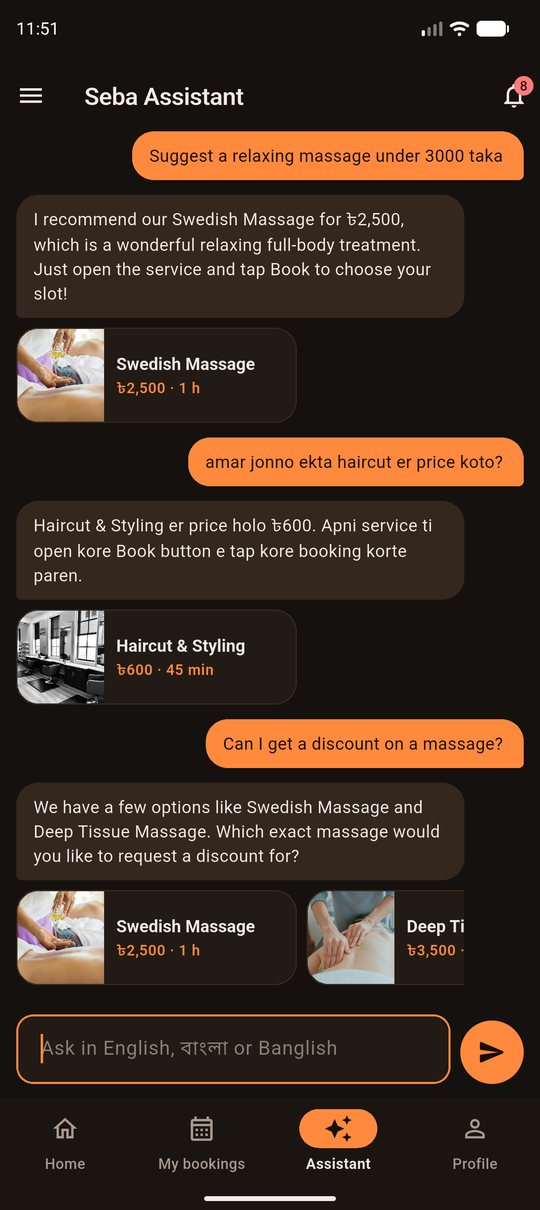 11:51
Seba Assistant
8
Suggest a relaxing massage under 3000 taka
I recommend our Swedish Massage for ৳2,500,
which is a wonderful relaxing full-body treatment.
Just open the service and tap Book to choose your
slot!
Swedish Massage
৳2,500 · 1 h
amar jonno ekta haircut er price koto?
Haircut & Styling er price holo ৳600. Apni service ti
open kore Book button e tap kore booking korte
paren.
Haircut & Styling
৳600 · 45 min
Can I get a discount on a massage?
We have a few options like Swedish Massage and
Deep Tissue Massage. Which exact massage would
you like to request a discount for?
Swedish Massage
৳2,500 · 1 h
Deep Ti
৳3,500 ·
Ask in English, বাংলা or Banglish
Home
My bookings
Assistant
Profile